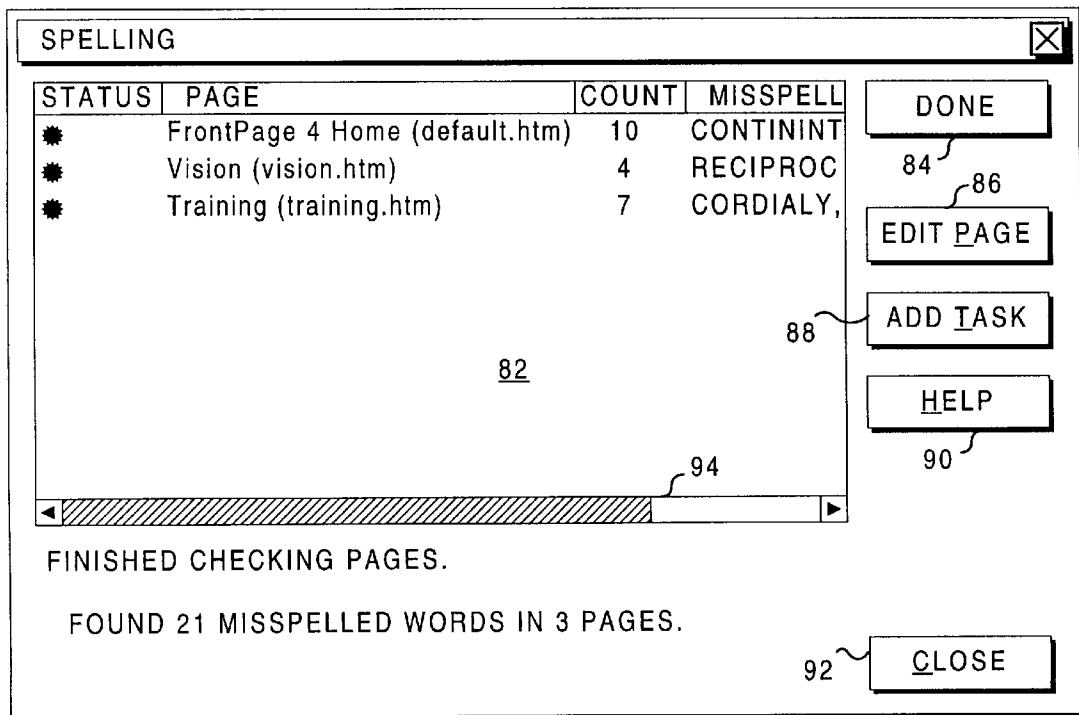 SPELLING
STATUS PAGE COUNT MISSPELL
FrontPage 4 Home (default.htm) 10 CONTININT
Vision (vision.htm) 4 RECIPROC
Training (training.htm) 7 CORDIALY,
DONE
84
86
EDIT PAGE
88
ADD TASK
82
HELP
90
94
FINISHED CHECKING PAGES.
FOUND 21 MISSPELLED WORDS IN 3 PAGES.
92
CLOSE